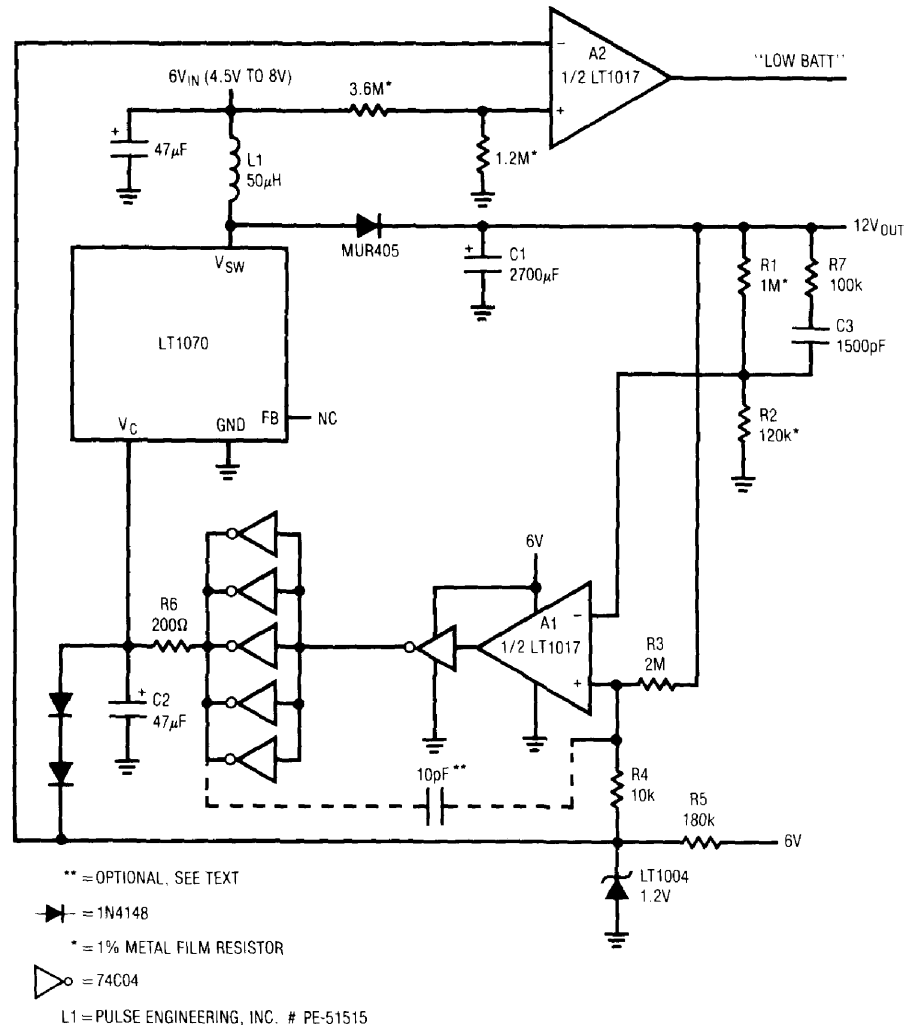 A2
1/2 LT1017
−
+
"LOW BATT"
6VIN (4.5V TO 8V)
3.6M*
1.2M*
+
47µF
L1
50µH
VSW
MUR405
+
C1
2700µF
12VOUT
R1
1M*
R7
100k
C3
1500pF
LT1070
VC
GND
FB
NC
R2
120k*
6V
A1
1/2 LT1017
−
+
R3
2M
R6
200Ω
+
C2
47µF
10pF**
R4
10k
R5
180k
6V
LT1004
1.2V
** = OPTIONAL, SEE TEXT
= 1N4148
* = 1% METAL FILM RESISTOR
= 74C04
L1 = PULSE ENGINEERING, INC. # PE-51515